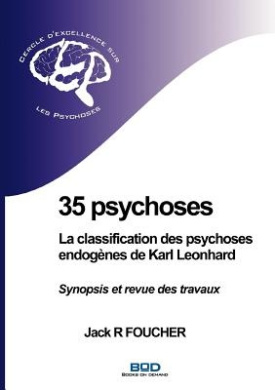 CERCLE D'EXCELLENCE SUR
LES PSYCHOSES
35 psychoses
La classification des psychoses
endogènes de Karl Leonhard
Synopsis et revue des travaux
Jack R FOUCHER
BOD
BOOKS ON DEMAND